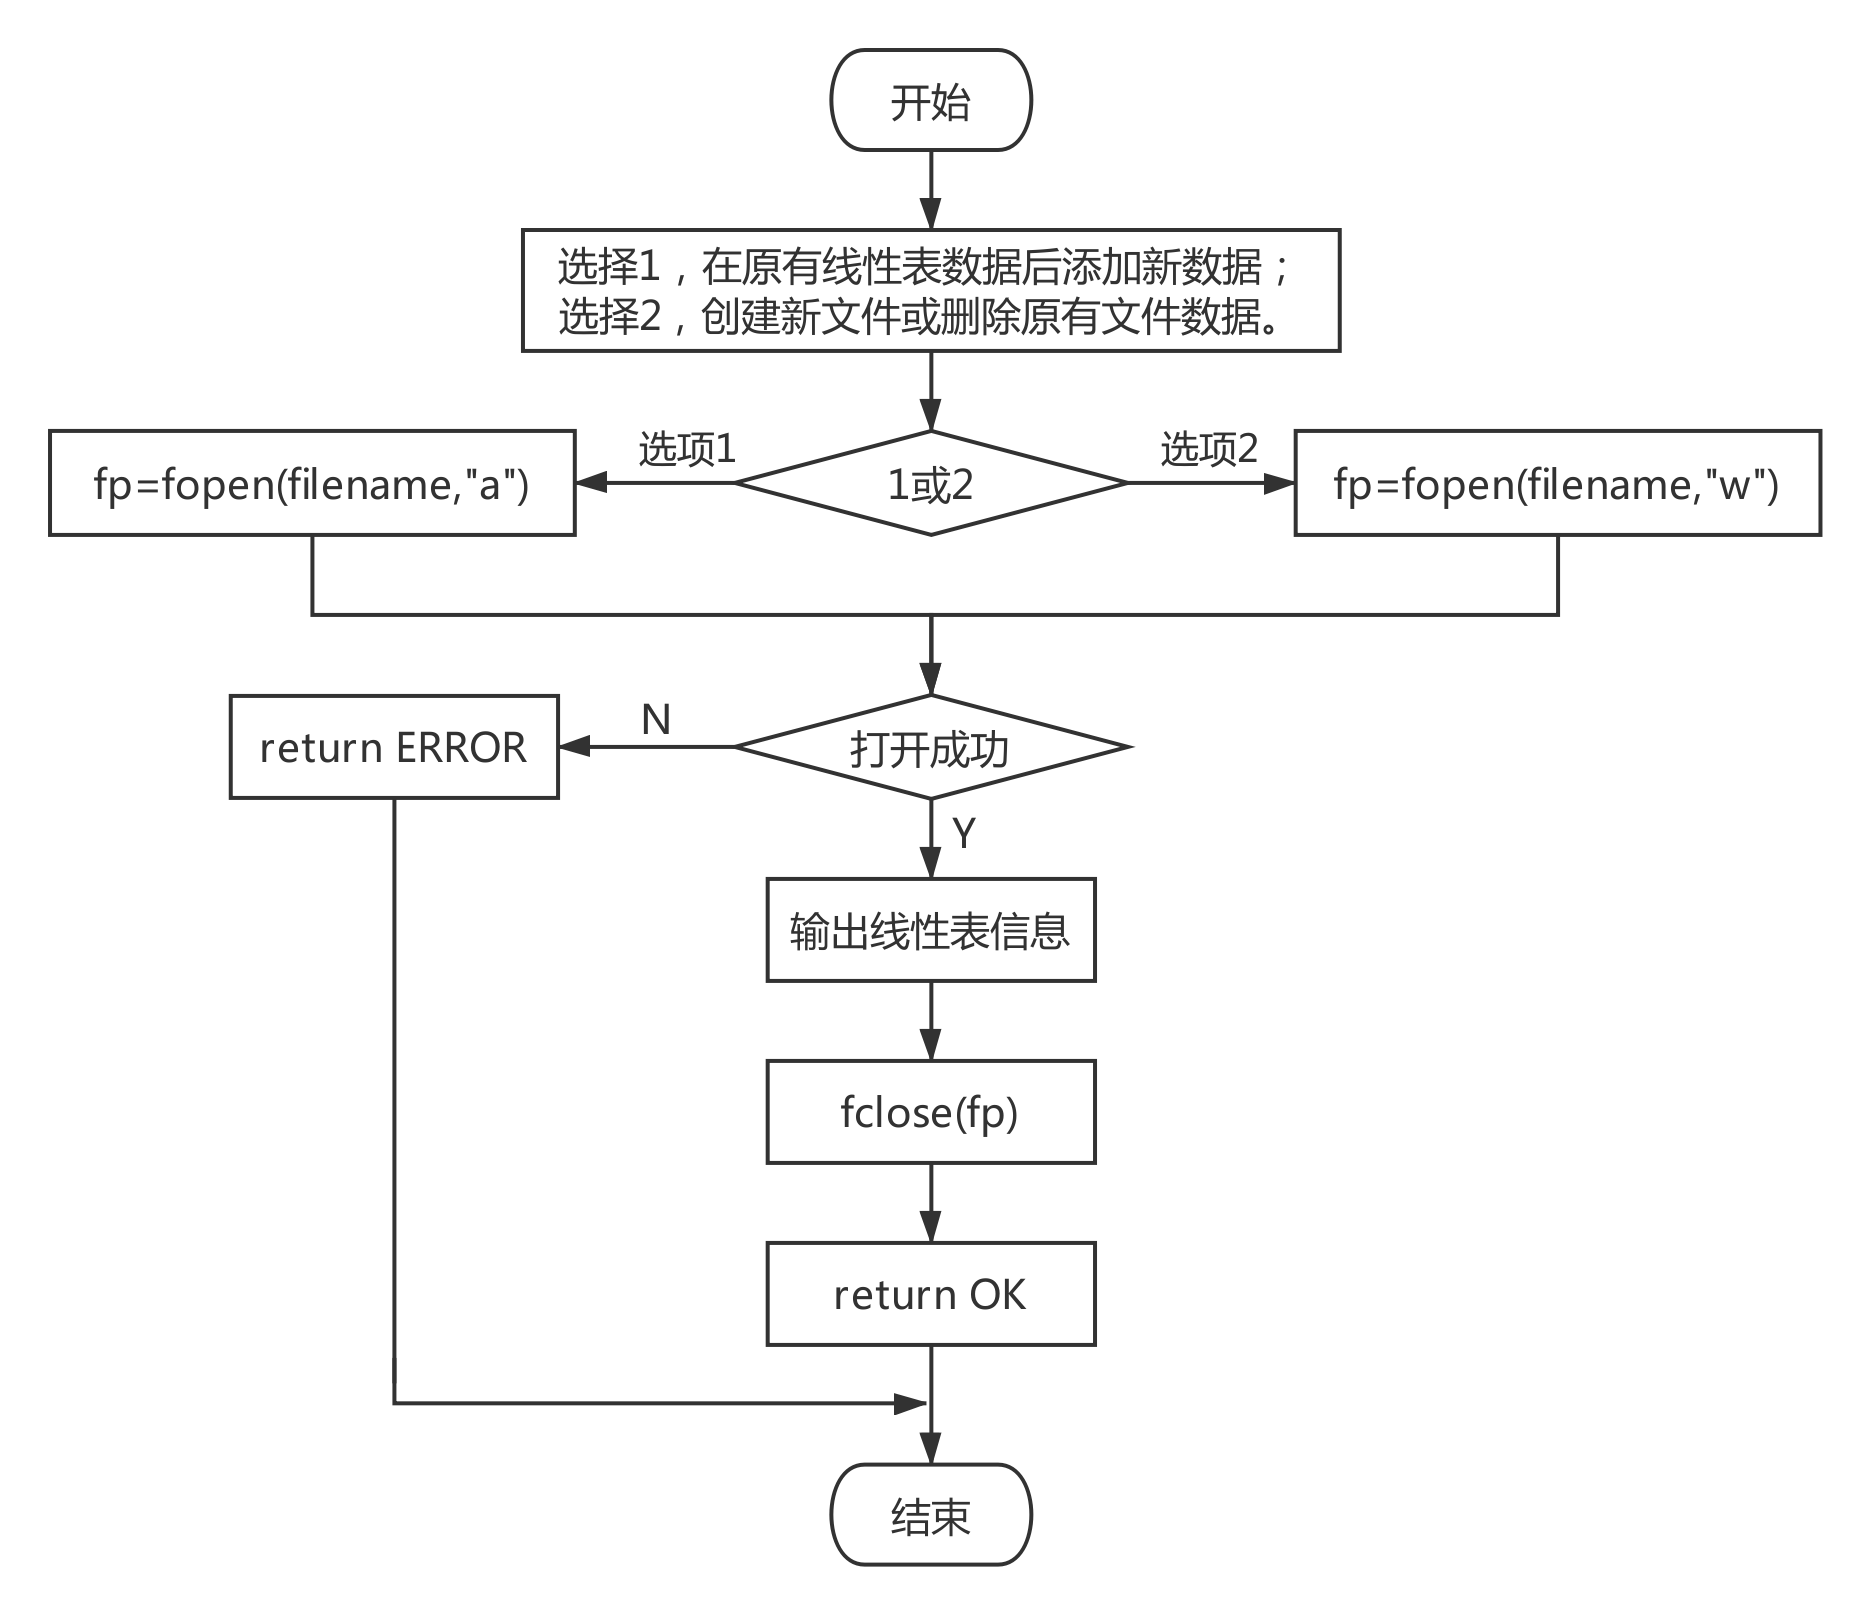 开始
选择1，在原有线性表数据后添加新数据；
选择2，创建新文件或删除原有文件数据。
选项1
选项2
fp=fopen(filename,"a")
1或2
fp=fopen(filename,"w")
N
return ERROR
打开成功
Y
输出线性表信息
fclose(fp)
return OK
结束